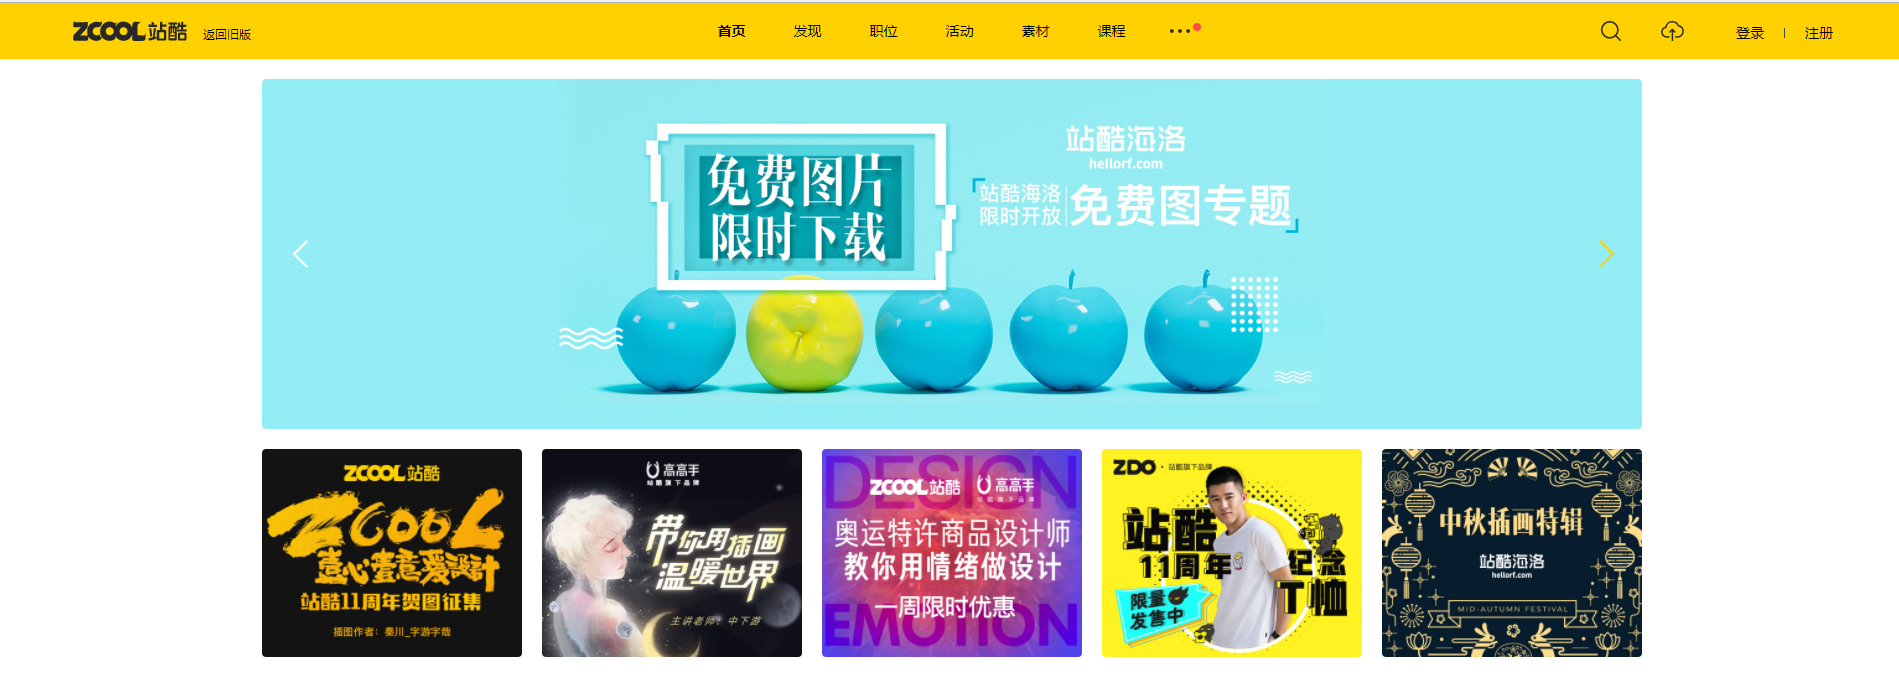 ZCOOL站酷 返回旧版 首页 发现 职位 活动 素材 课程 ••• 登录 | 注册
免费图片
限时下载
站酷海洛
hellorf.com
站酷海洛
限时开放
免费图专题
ZCOOL站酷
ZCOOL
壹心壹意爱设计
站酷11周年贺图征集
插图作者：秦川_字游字哉
高高手
站酷旗下品牌
带你用插画
温暖世界
主讲老师：中下游
DESIGN
ZCOOL站酷 高高手
站酷旗下品牌
奥运特许商品设计师
教你用情绪做设计
一周限时优惠
EMOTION
ZDO·站酷旗下品牌
站酷
11周年纪念
T恤
限量
发售中
中秋插画特辑
站酷海洛
hellorf.com
MID-AUTUMN FESTIVAL